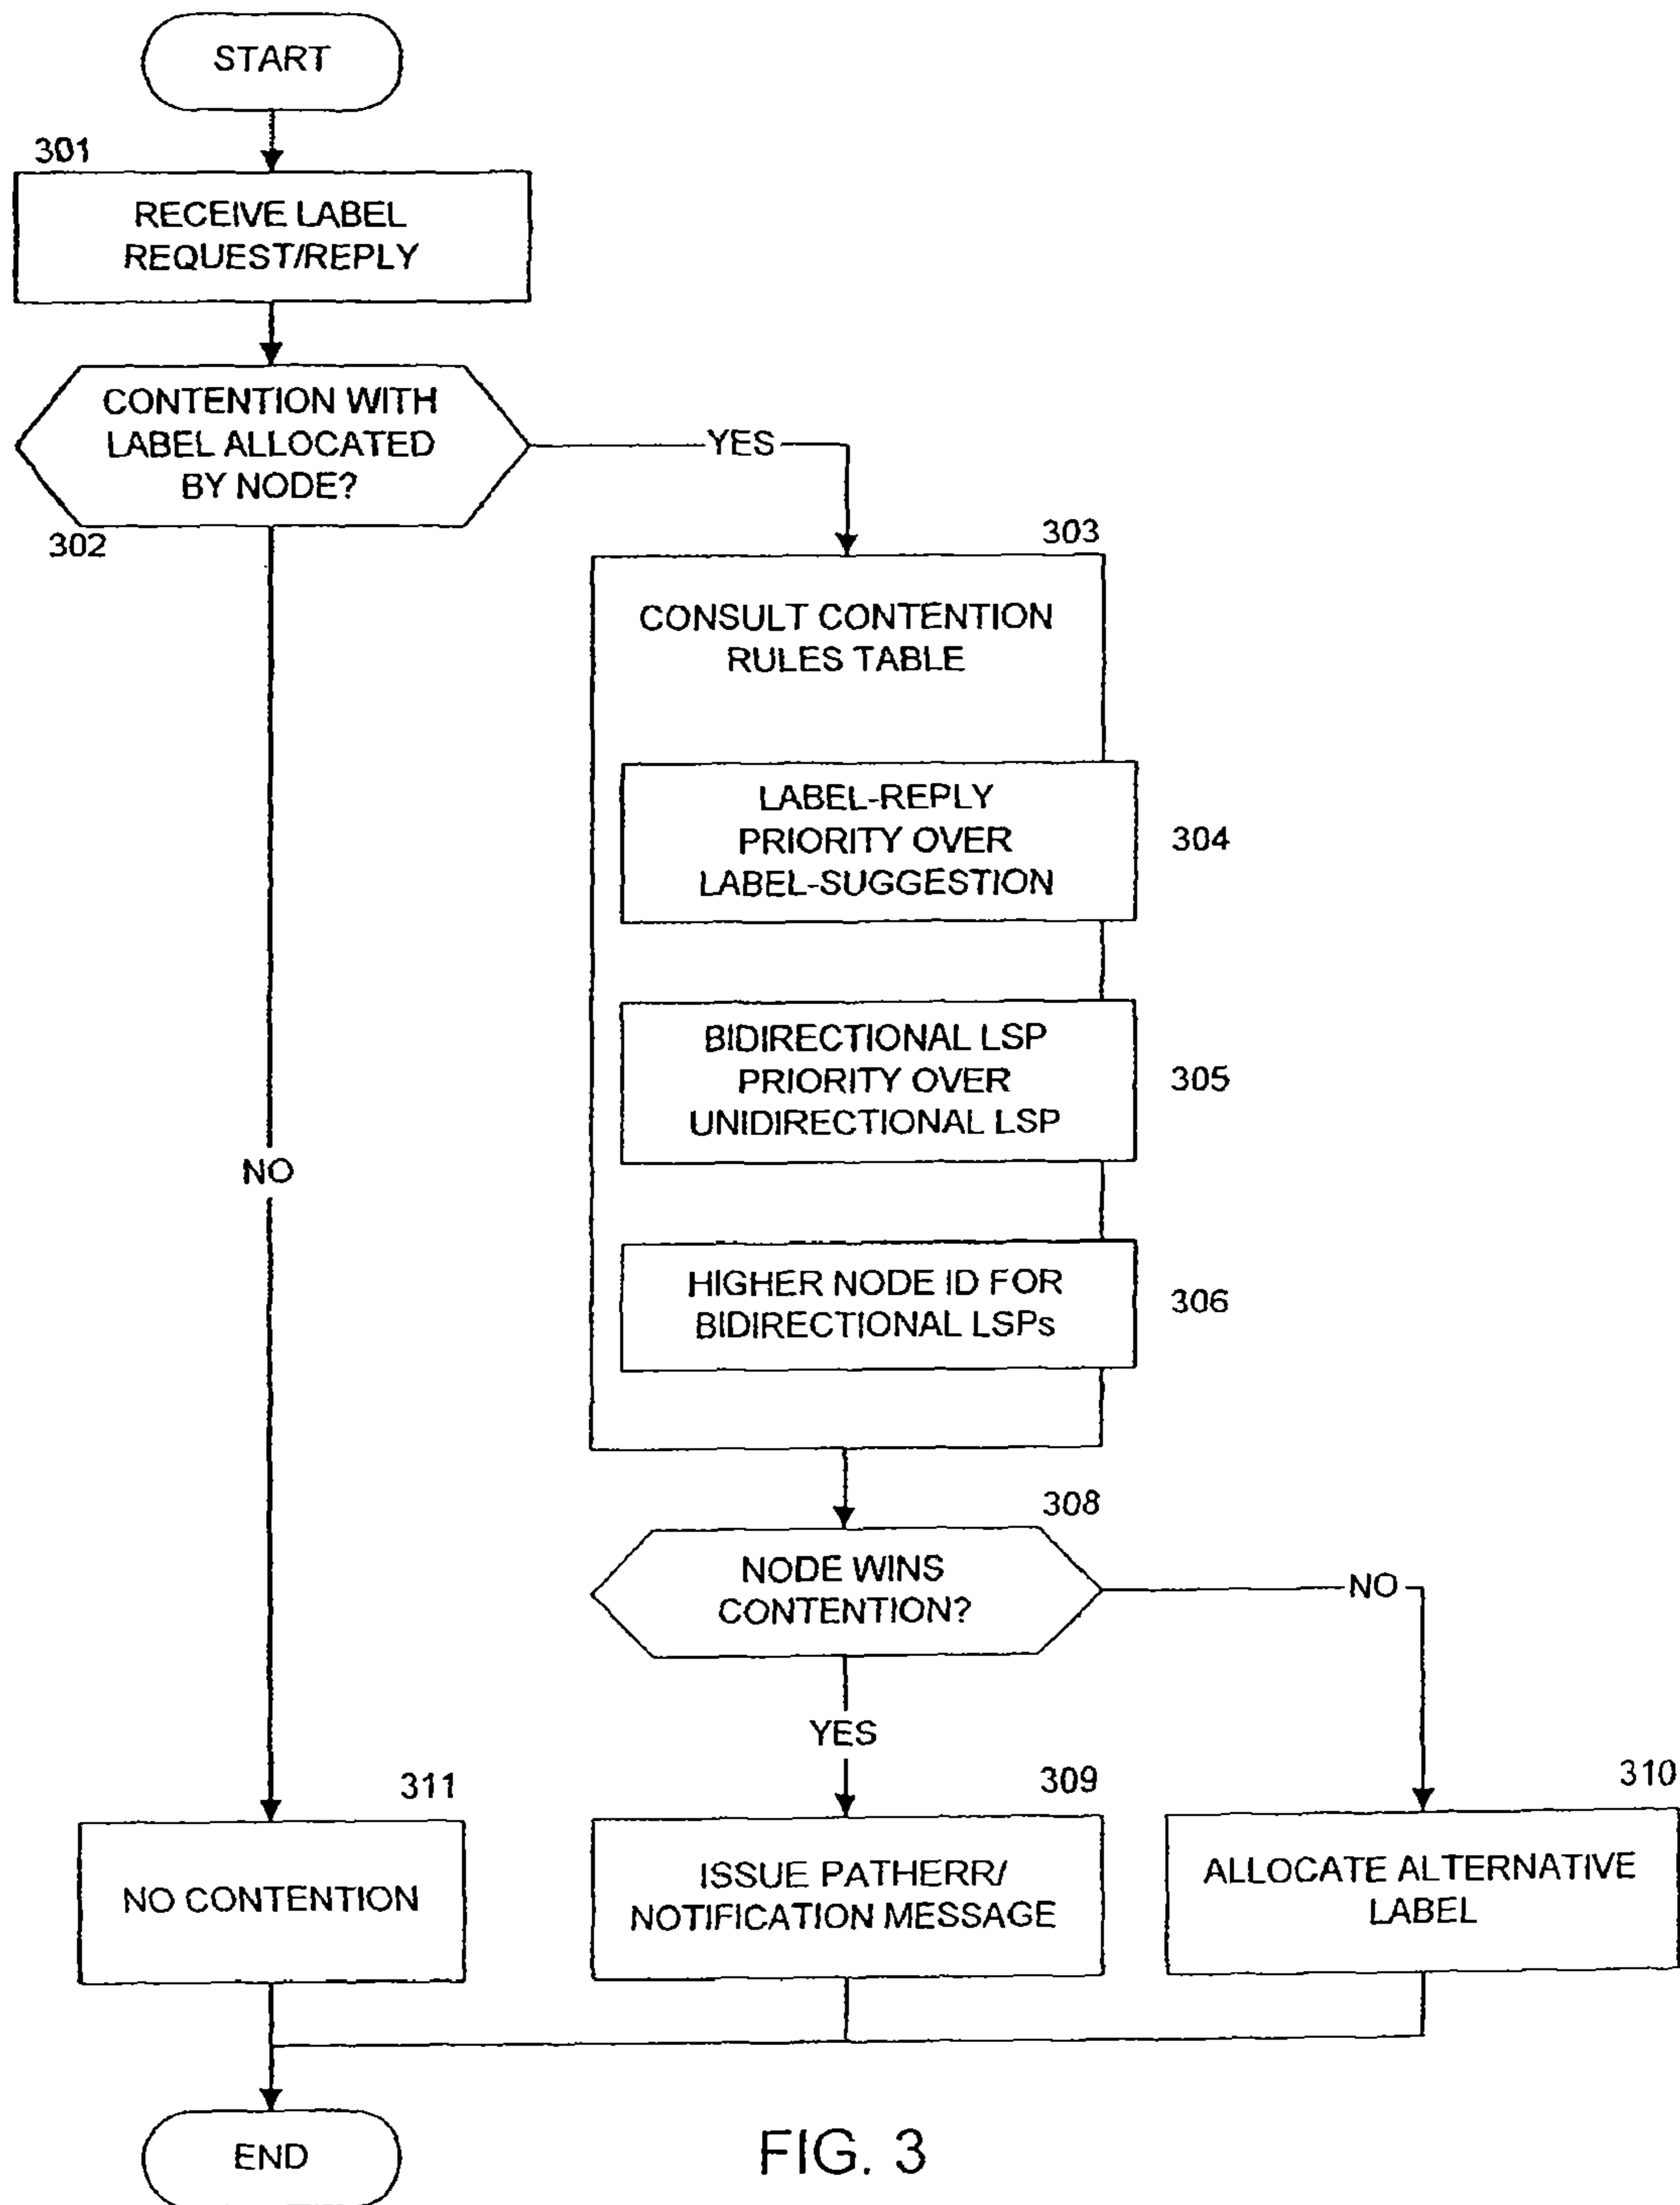 START
301
RECEIVE LABEL
REQUEST/REPLY
CONTENTION WITH
LABEL ALLOCATED
BY NODE?
YES
302
303
CONSULT CONTENTION
RULES TABLE
LABEL-REPLY
PRIORITY OVER
LABEL-SUGGESTION
304
BIDIRECTIONAL LSP
PRIORITY OVER
UNIDIRECTIONAL LSP
305
NO
HIGHER NODE ID FOR
BIDIRECTIONAL LSPs
306
308
NODE WINS
CONTENTION?
NO
YES
311
NO CONTENTION
309
ISSUE PATHERR/
NOTIFICATION MESSAGE
310
ALLOCATE ALTERNATIVE
LABEL
END
FIG. 3